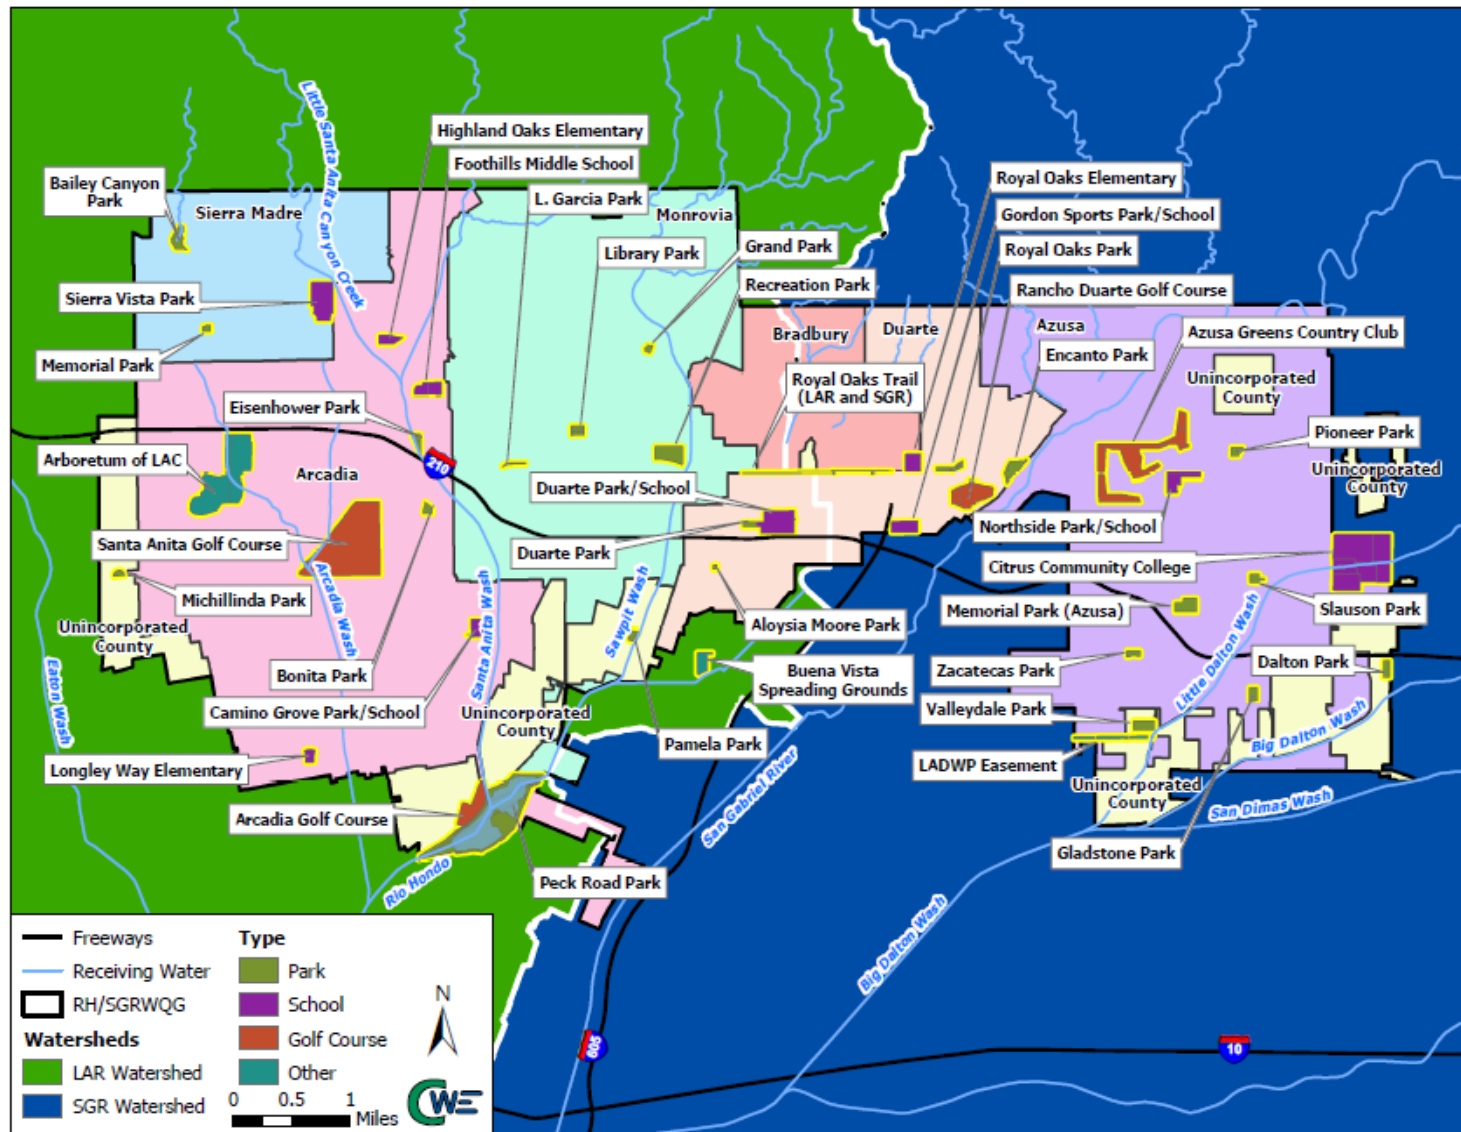 Little Santa Anita Canyon Creek
Highland Oaks Elementary
Foothills Middle School
Bailey Canyon
Park
Sierra Madre
L. Garcia Park
Monrovia
Royal Oaks Elementary
Gordon Sports Park/School
Library Park
Grand Park
Royal Oaks Park
Sierra Vista Park
Recreation Park
Rancho Duarte Golf Course
Bradbury
Duarte
Azusa
Azusa Greens Country Club
Memorial Park
Encanto Park
Royal Oaks Trail
(LAR and SGR)
Unincorporated
County
Eisenhower Park
Pioneer Park
Arboretum of LAC
Arcadia
210
Unincorporated
County
Duarte Park/School
Northside Park/School
Santa Anita Golf Course
Duarte Park
Citrus Community College
Michillinda Park
Arcadia Wash
Santa Anita Wash
Sawpit Wash
Memorial Park (Azusa)
Slauson Park
Unincorporated
County
Aloysia Moore Park
Little Dalton Wash
Eaton Wash
Bonita Park
Buena Vista
Spreading Grounds
Zacatecas Park
Dalton Park
Camino Grove Park/School
Unincorporated
County
Valleydale Park
Big Dalton Wash
Pamela Park
Longley Way Elementary
LADWP Easement
Unincorporated
County
San Gabriel River
San Dimas Wash
Arcadia Golf Course
Gladstone Park
Rio Hondo
Peck Road Park
Big Dalton Wash
Freeways
Receiving Water
RH/SGRWQG
Watersheds
LAR Watershed
SGR Watershed
Type
Park
School
Golf Course
Other
0 0.5 1
Miles
N
CWE
605
10